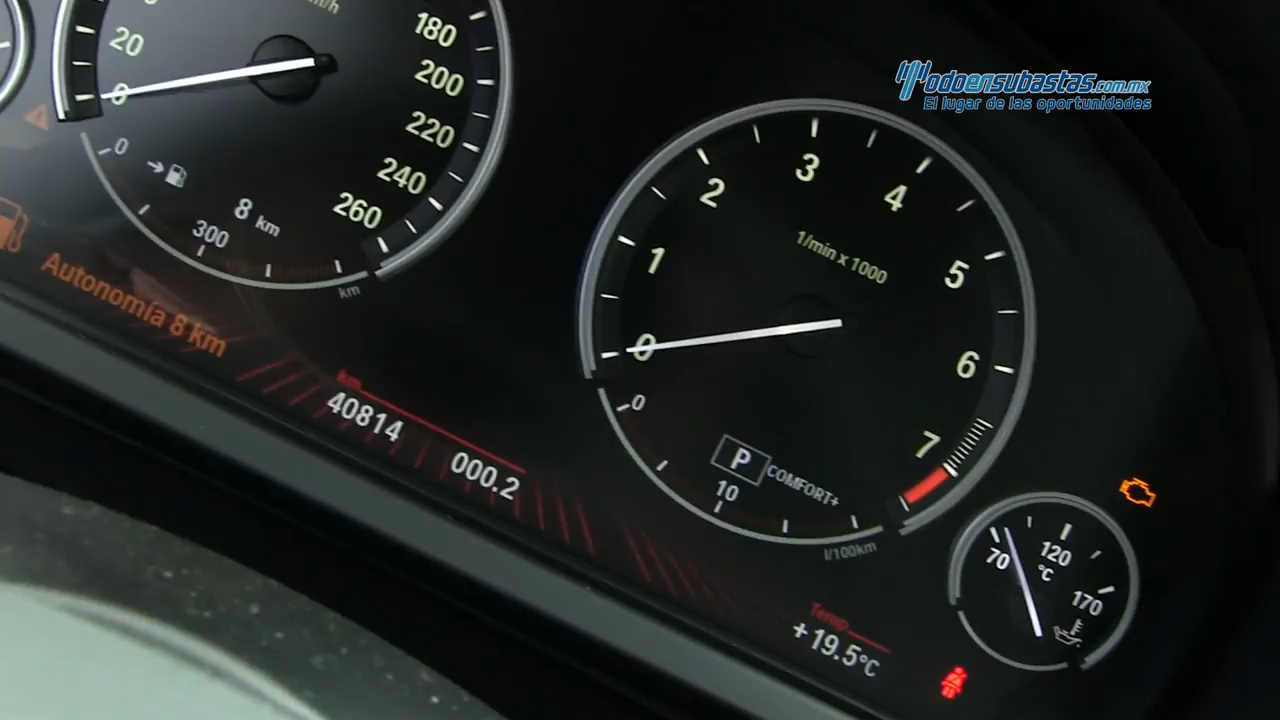 Todoensubastas.com.mx
El lugar de las oportunidades
km/h
20
0
180
200
220
240
260
0
8 km
300
km
Autonomía 8 km
km
40814
000.2
0
1
2
3
4
5
6
7
1/min x 1000
0
P
COMFORT+
10
l/100km
70
120
°C
170
Temp.
+19.5°C